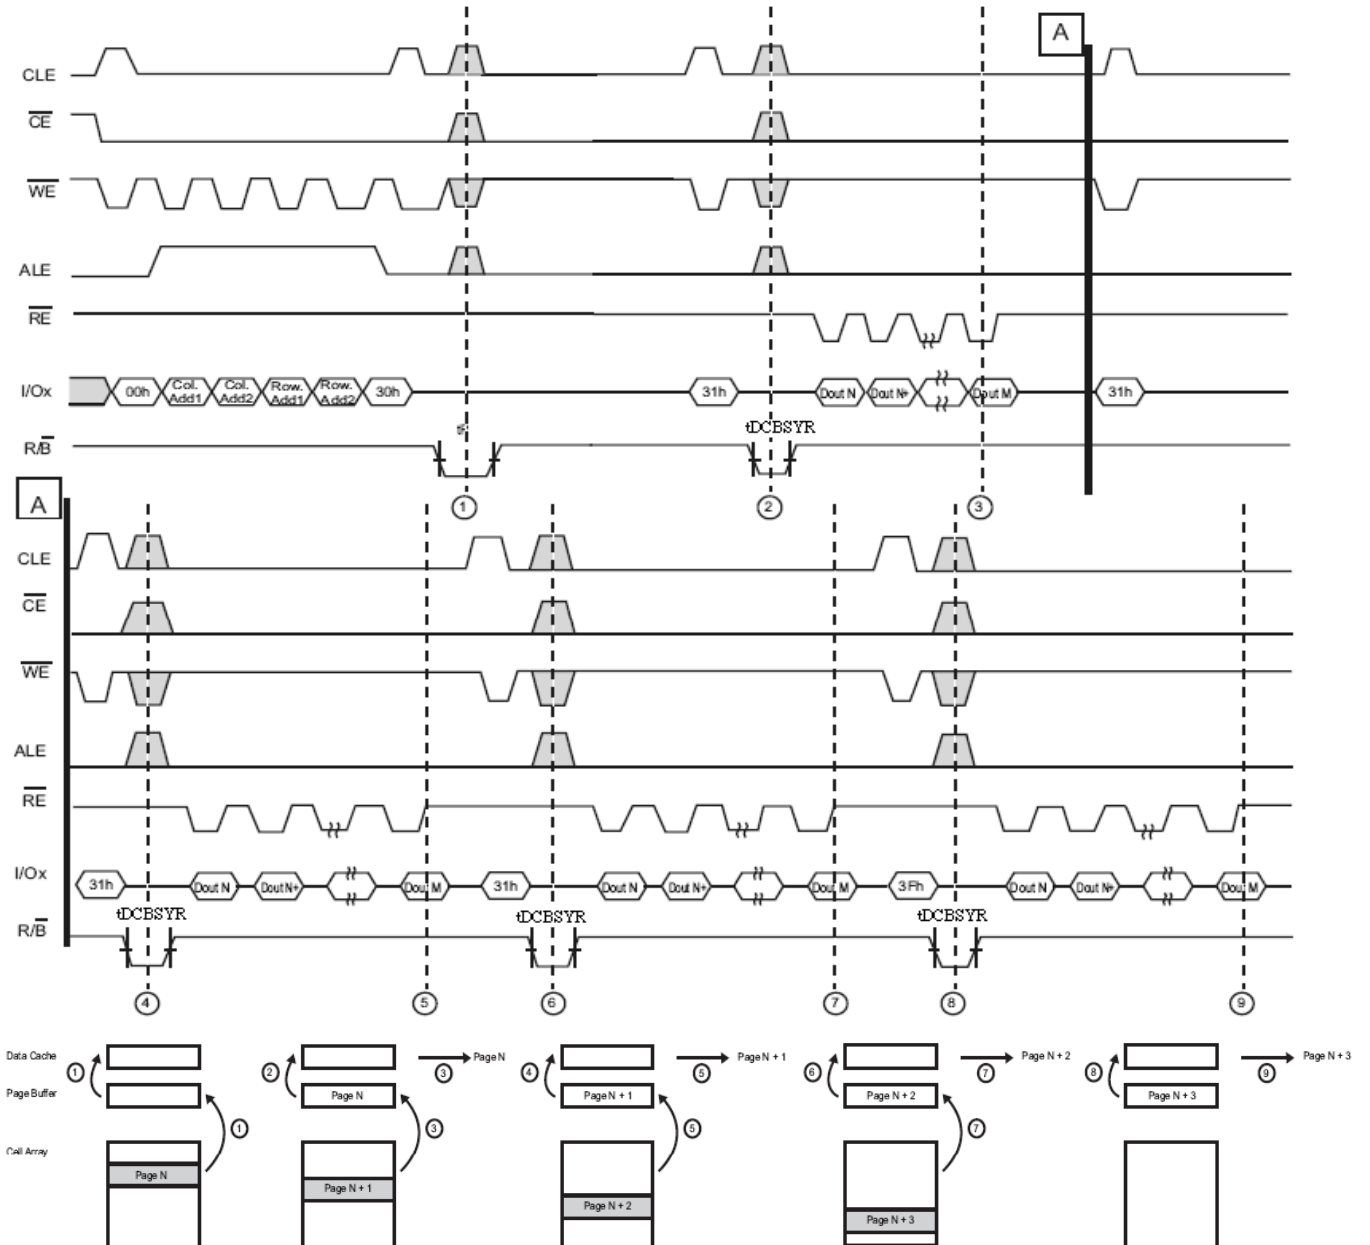 A
CLE
CE
WE
ALE
RE
I/Ox 00h Col. Add1 Col. Add2 Row. Add1 Row. Add2 30h 31h Dout N Dout N+ Dout M 31h
tDCBSYR
R/B
1 2 3
A
CLE
CE
WE
ALE
RE
I/Ox 31h Dout N Dout N+ Dout M 31h Dout N Dout N+ Dout M 3Fh Dout N Dout N+ Dout M
tDCBSYR tDCBSYR tDCBSYR
R/B
4 5 6 7 8 9
Data Cache 1 2 3 Page N 4 5 Page N + 1 6 7 Page N + 2 8 9 Page N + 3
Page Buffer Page N Page N + 1 Page N + 2 Page N + 3
1 3 5 7
Cell Array
Page N Page N + 1 Page N + 2 Page N + 3